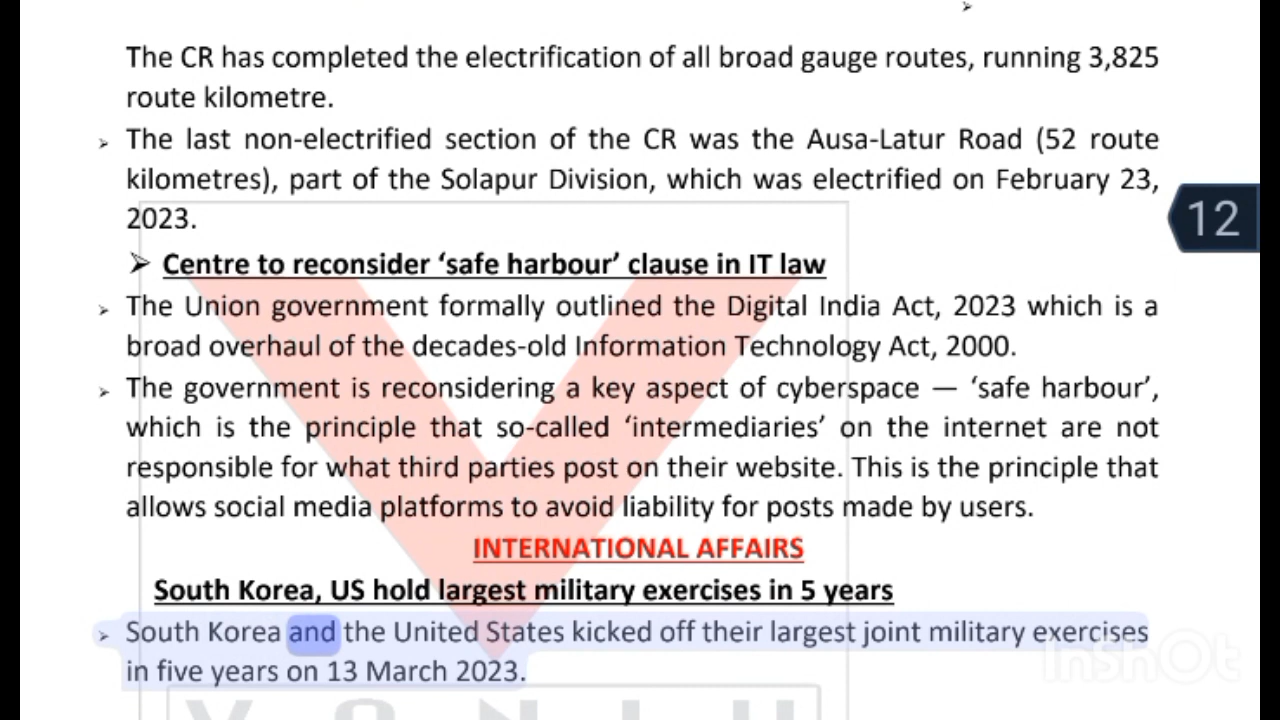 The CR has completed the electrification of all broad gauge routes, running 3,825
route kilometre.
The last non-electrified section of the CR was the Ausa-Latur Road (52 route
kilometres), part of the Solapur Division, which was electrified on February 23,
2023.
12
Centre to reconsider ‘safe harbour’ clause in IT law
The Union government formally outlined the Digital India Act, 2023 which is a
broad overhaul of the decades-old Information Technology Act, 2000.
The government is reconsidering a key aspect of cyberspace — ‘safe harbour’,
which is the principle that so-called ‘intermediaries’ on the internet are not
responsible for what third parties post on their website. This is the principle that
allows social media platforms to avoid liability for posts made by users.
INTERNATIONAL AFFAIRS
South Korea, US hold largest military exercises in 5 years
South Korea and the United States kicked off their largest joint military exercises
in five years on 13 March 2023.
InShOt